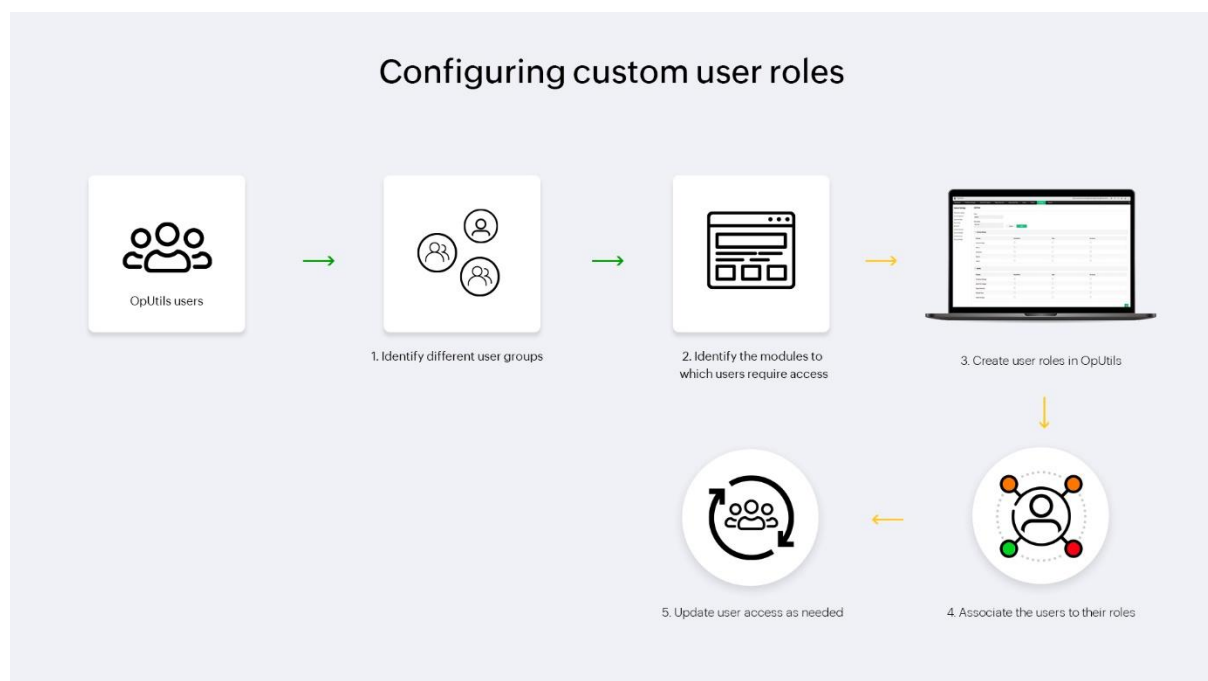 Configuring custom user roles
OpUtils users
1. Identify different user groups
2. Identify the modules to
which users require access
3. Create user roles in OpUtils
4. Associate the users to their roles
5. Update user access as needed